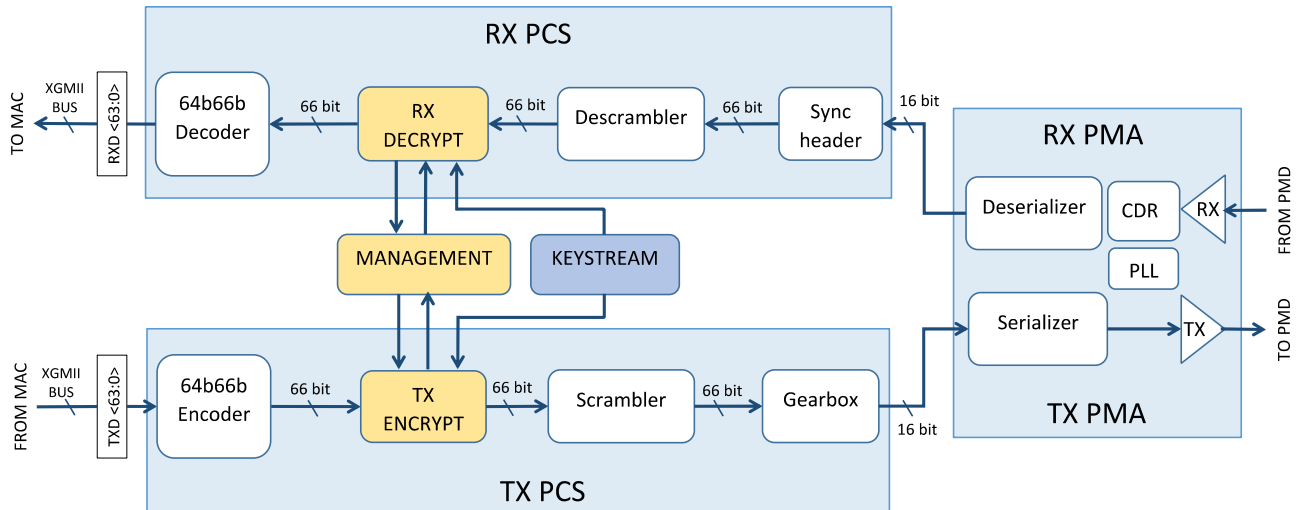 RX PCS
TO MAC
XGMII
BUS
RXD <63:0>
64b66b
Decoder
66 bit
RX
DECRYPT
66 bit
Descrambler
66 bit
Sync
header
16 bit
RX PMA
Deserializer
CDR
RX
FROM PMD
PLL
MANAGEMENT
KEYSTREAM
Serializer
TX
TO PMD
TX PMA
FROM MAC
XGMII
BUS
TXD <63:0>
64b66b
Encoder
66 bit
TX
ENCRYPT
66 bit
Scrambler
66 bit
Gearbox
16 bit
TX PCS